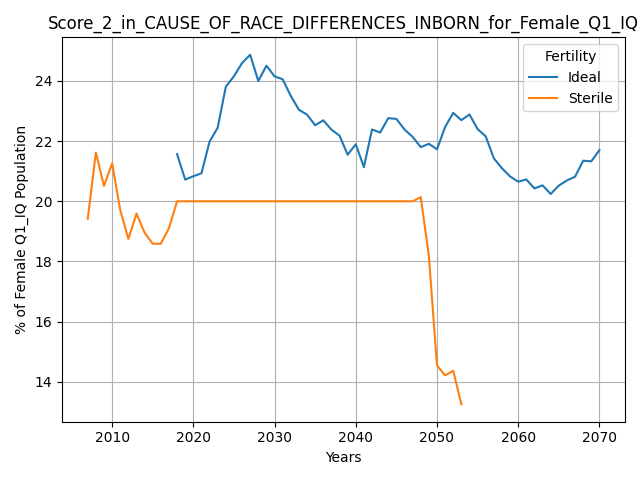 Score_2_in_CAUSE_OF_RACE_DIFFERENCES_INBORN_for_Female_Q1_IQ
Fertility
Ideal
Sterile
% of Female Q1_IQ Population
24
22
20
18
16
14
2010 2020 2030 2040 2050 2060 2070
Years